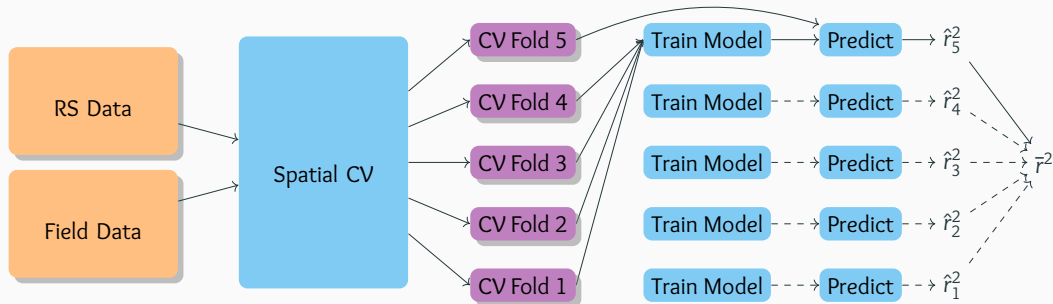 RS Data
Field Data
Spatial CV
CV Fold 5
CV Fold 4
CV Fold 3
CV Fold 2
CV Fold 1
Train Model
Train Model
Train Model
Train Model
Train Model
Predict
Predict
Predict
Predict
Predict
r̂²₅
r̂²₄
r̂²₃
r̂²₂
r̂²₁
r̄²